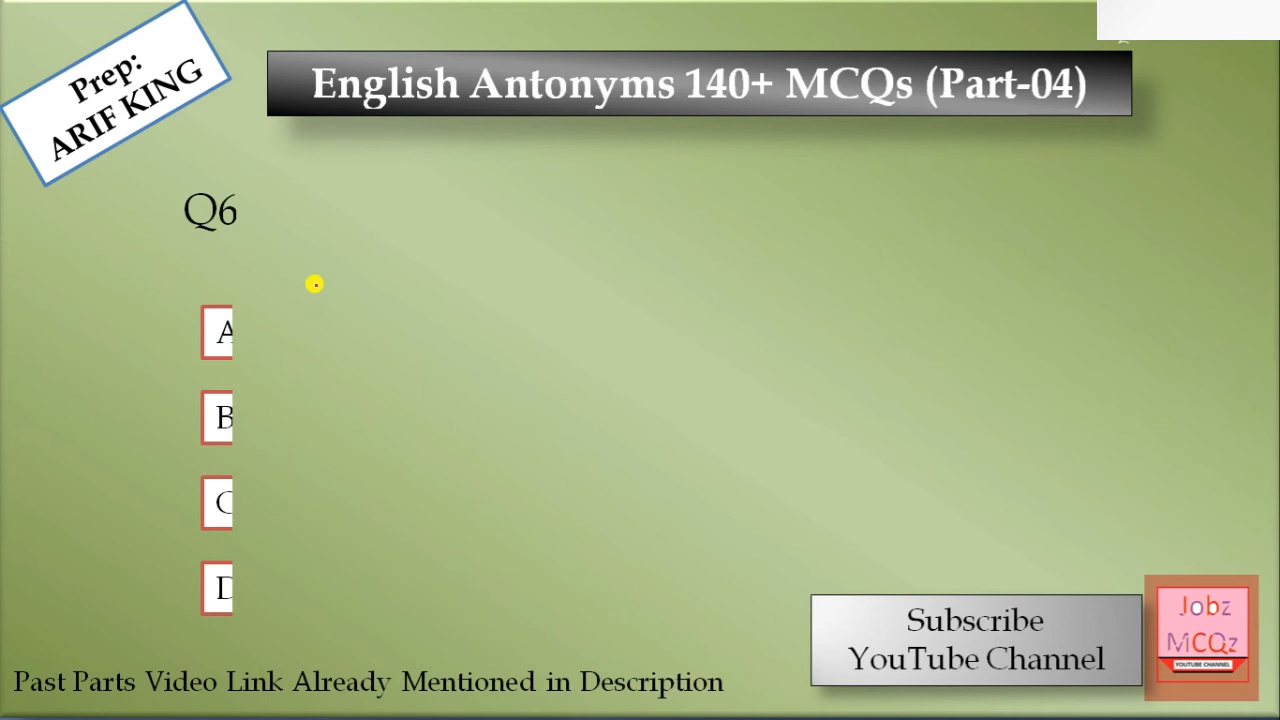 Prep:
ARIF KING
English Antonyms 140+ MCQs (Part-04)
Q6
A
B
C
D
Subscribe
YouTube Channel
Jobz
MCQz
YOUTUBE CHANNEL
Past Parts Video Link Already Mentioned in Description